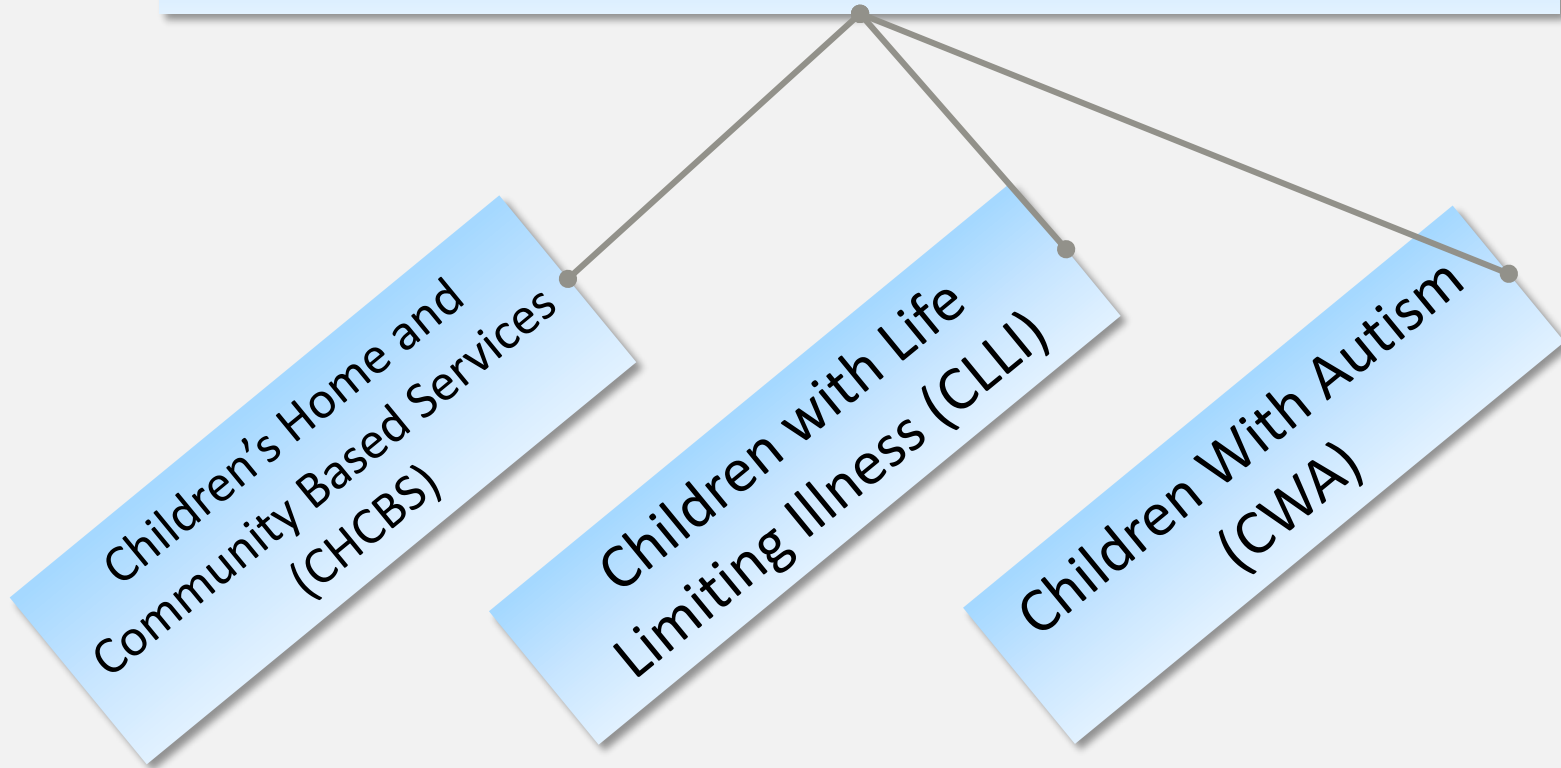 Children’s Home and
Community Based Services
(CHCBS)
Children with Life
Limiting Illness (CLLI)
Children With Autism
(CWA)